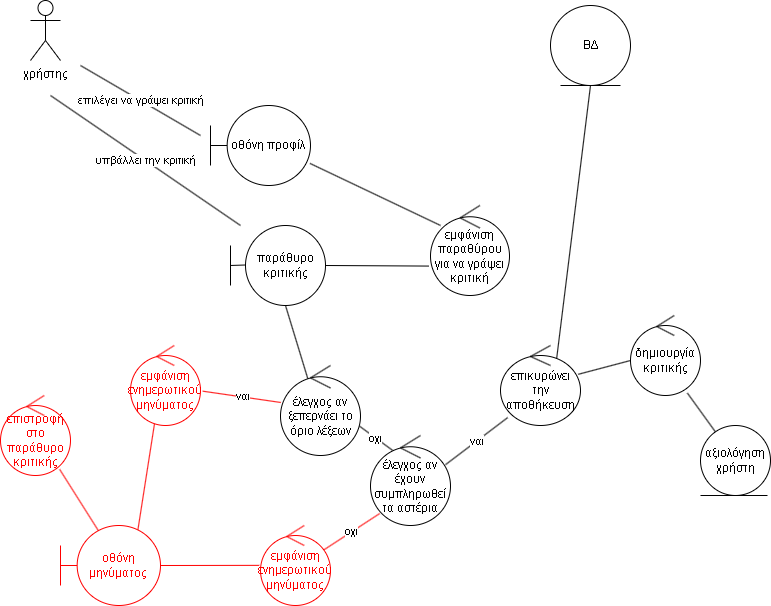 χρήστης
ΒΔ
επιλέγει να γράψει κριτική
οθόνη προφίλ
υπβάλλει την κριτική
παράθυρο
κριτικής
εμφάνιση
παραθύρου
για να γράψει
κριτική
δημιουργία
κριτικής
εμφάνιση
ενημερωτικού
μηνύματος
ναι
έλεγχος αν
ξεπερνάει το
όριο λέξεων
επικυρώνει
την
αποθήκευση
επιστροφή
στο
παράθυρο
κριτικής
οχι
ναι
αξιολόγηση
χρήστη
έλεγχος αν
έχουν
συμπληρωθεί
τα αστέρια
οχι
οθόνη
μηνύματος
εμφάνιση
ενημερωτικού
μηνύματος